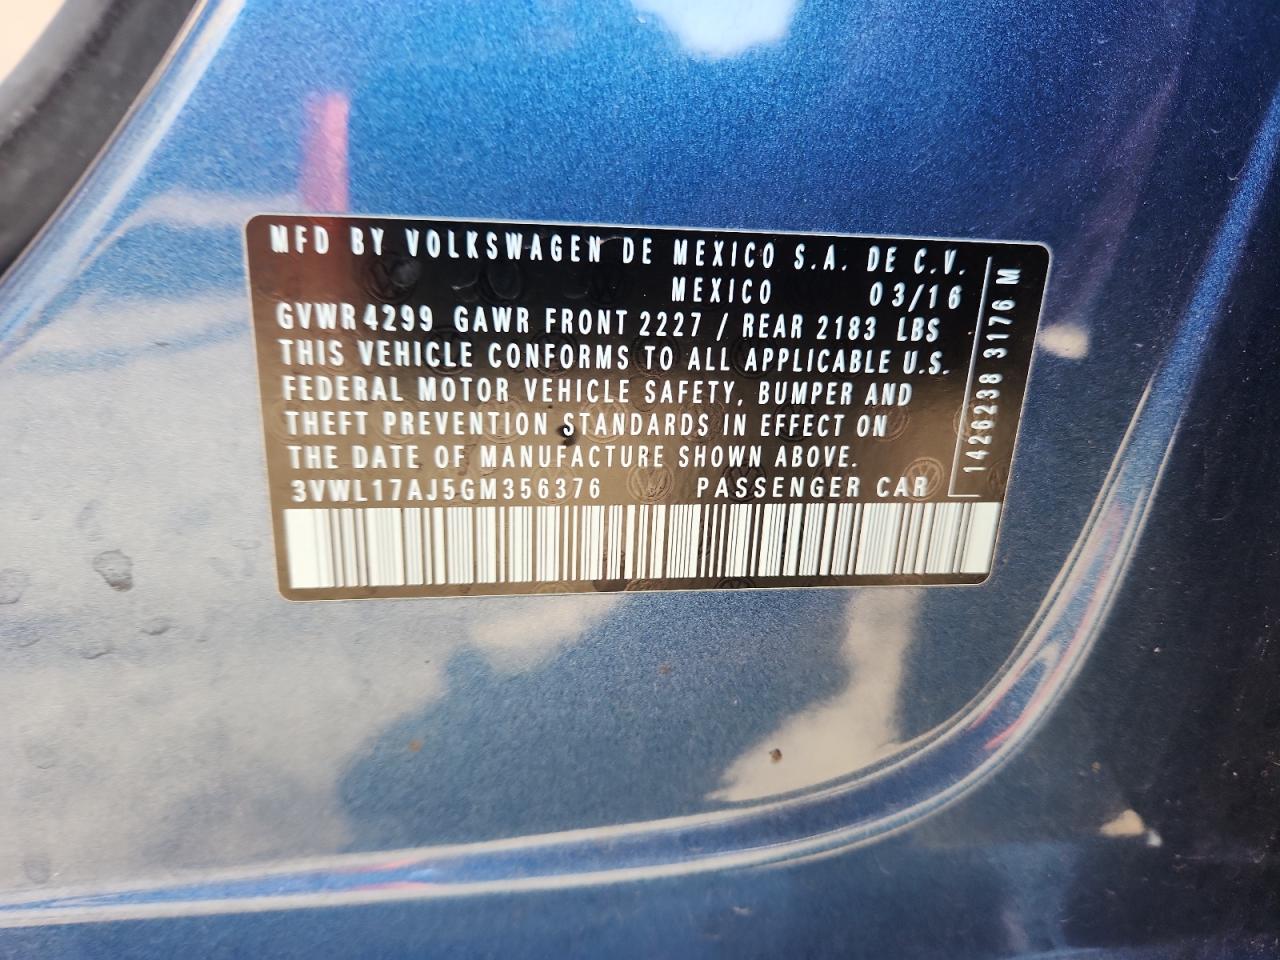 MFD BY VOLKSWAGEN DE MEXICO S.A. DE C.V.
MEXICO 03/16
GVWR 4299 GAWR FRONT 2227 / REAR 2183 LBS
THIS VEHICLE CONFORMS TO ALL APPLICABLE U.S.
FEDERAL MOTOR VEHICLE SAFETY, BUMPER AND
THEFT PREVENTION STANDARDS IN EFFECT ON
THE DATE OF MANUFACTURE SHOWN ABOVE.
3VWL17AJ5GM356376 PASSENGER CAR
1426238 3176 M